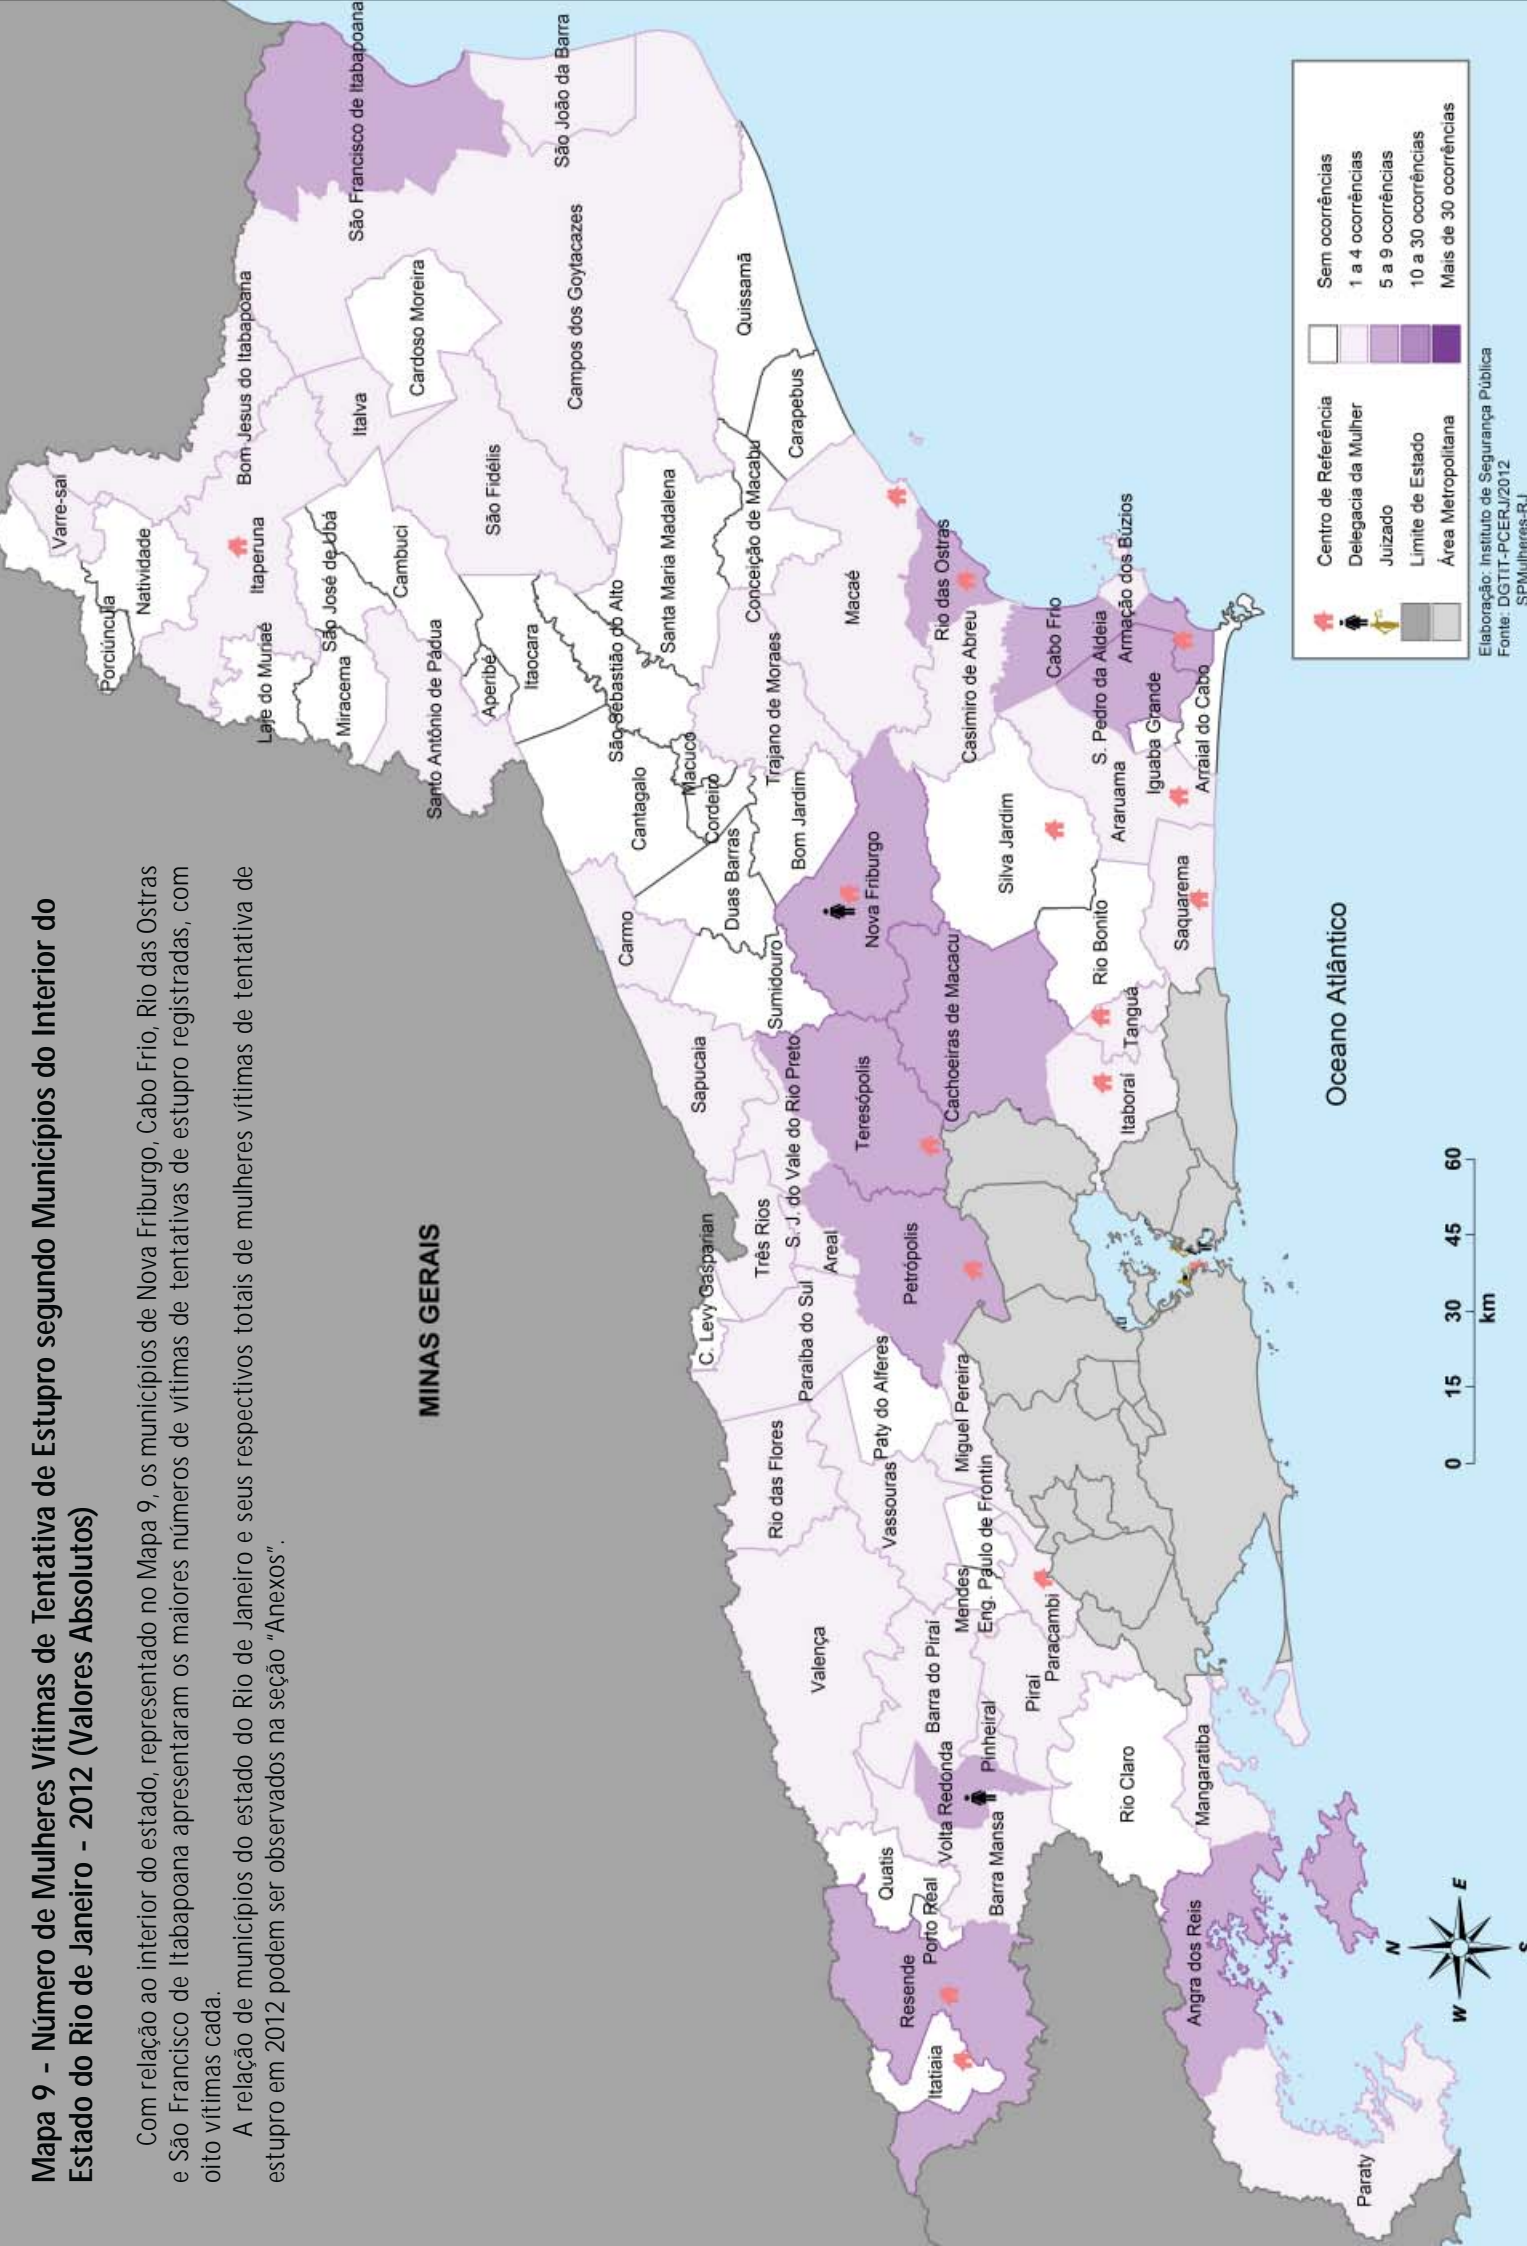 Mapa 9 - Número de Mulheres Vítimas de Tentativa de Estupro segundo Municípios do Interior do
Estado do Rio de Janeiro - 2012 (Valores Absolutos)
Com relação ao interior do estado, representado no Mapa 9, os municípios de Nova Friburgo, Cabo Frio, Rio das Ostras
e São Francisco de Itabapoana apresentaram os maiores números de vítimas de tentativas de estupro registradas, com
oito vítimas cada.
A relação de municípios do estado do Rio de Janeiro e seus respectivos totais de mulheres vítimas de tentativa de
estupro em 2012 podem ser observados na seção "Anexos".
MINAS GERAIS
Varre-sai
Porciúncula
Natividade
Itaperuna
Bom Jesus do Itabapoana
Laje do Muriaé
São José de Ubá
Italva
Miracema
Cambuci
Cardoso Moreira
São Francisco de Itabapoana
Santo Antônio de Pádua
Aperibé
São Fidélis
Itaocara
São João da Barra
Campos dos Goytacazes
São Sebastião do Alto
Cantagalo
Santa Maria Madalena
Macuco
Cordeiro
Carmo
Duas Barras
Conceição de Macabu
Quissamã
Carapebus
Trajano de Moraes
Bom Jardim
Sumidouro
Sapucaia
Macaé
Nova Friburgo
C. Levy Gasparian
Três Rios
S. J. do Vale do Rio Preto
Areal
Paraíba do Sul
Teresópolis
Petrópolis
Cachoeiras de Macacu
Rio das Ostras
Casimiro de Abreu
Silva Jardim
Cabo Frio
S. Pedro da Aldeia
Armação dos Búzios
Iguaba Grande
Araruama
Arraial do Cabo
Saquarema
Rio Bonito
Tanguá
Itaboraí
Rio das Flores
Paty do Alferes
Miguel Pereira
Vassouras
Eng. Paulo de Frontin
Mendes
Valença
Barra do Piraí
Paracambi
Piraí
Pinheiral
Volta Redonda
Barra Mansa
Rio Claro
Mangaratiba
Quatis
Porto Real
Resende
Itatiaia
Angra dos Reis
Paraty
Oceano Atlântico
N
W E
S
0 15 30 45 60
km
Centro de Referência
Delegacia da Mulher
Juizado
Limite de Estado
Área Metropolitana
Sem ocorrências
1 a 4 ocorrências
5 a 9 ocorrências
10 a 30 ocorrências
Mais de 30 ocorrências
Elaboração: Instituto de Segurança Pública
Fonte: DGTIT-PCERJ/2012
SPMulheres-RJ